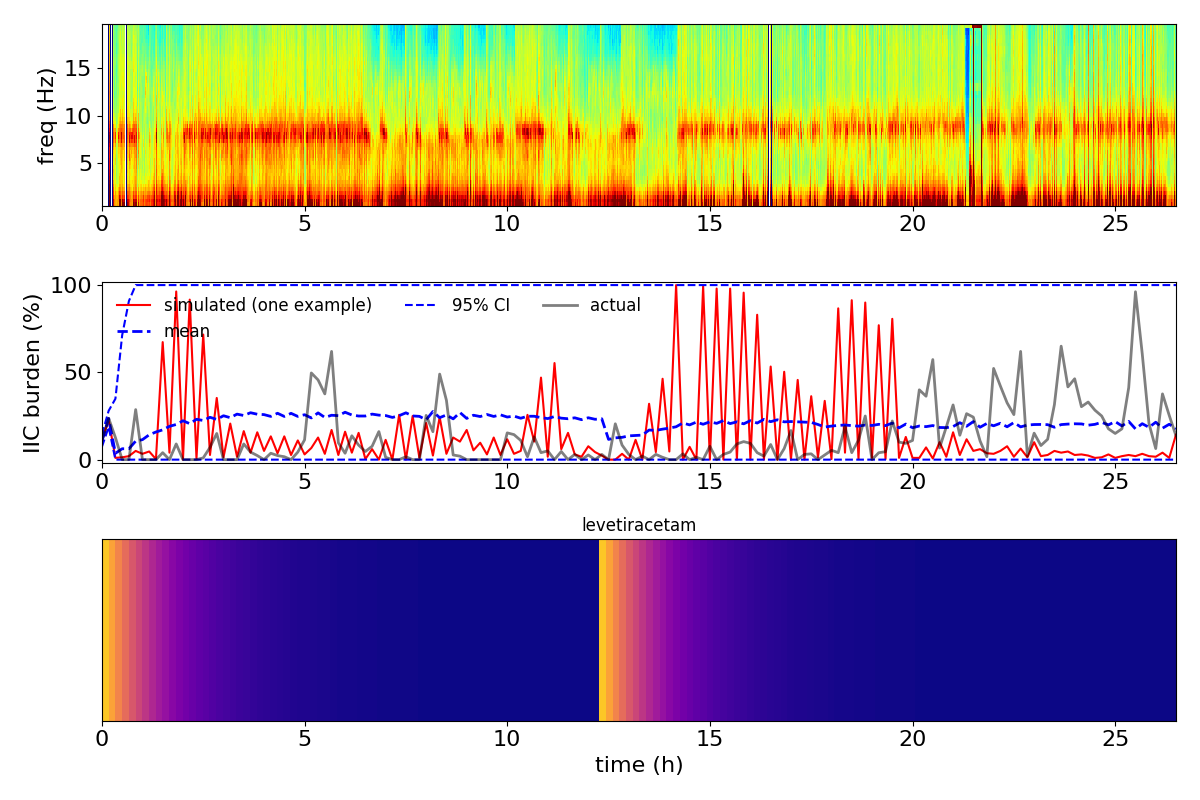 freq (Hz)
15
10
5
0 5 10 15 20 25
IIC burden (%)
100
50
0
simulated (one example) 95% CI actual
mean
0 5 10 15 20 25
levetiracetam
0 5 10 15 20 25
time (h)